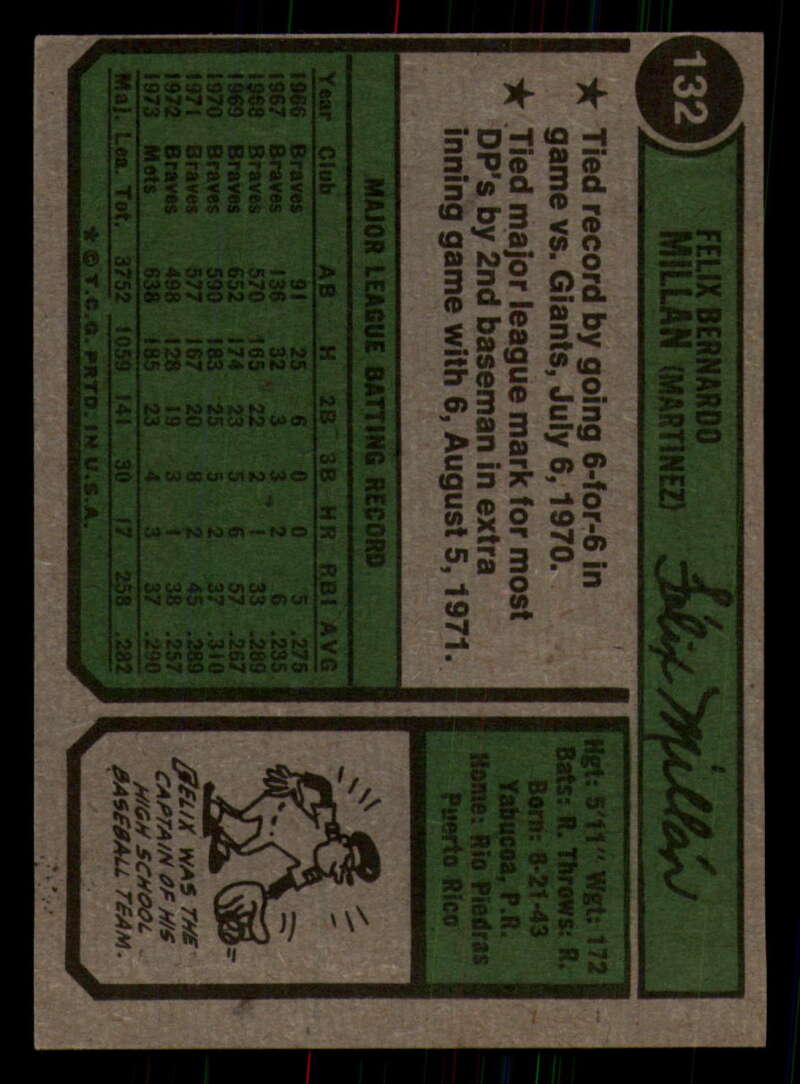 132
FELIX BERNARDO
MILLAN (MARTINEZ)
Félix Millán
★ Tied record by going 6-for-6 in
game vs. Giants, July 6, 1970.
★ Tied major league mark for most
DP's by 2nd baseman in extra
inning game with 6, August 5, 1971.
Hgt: 5'11" Wgt: 172
Bats: R. Throws: R.
Born: 8-21-43
Yabucoa, P.R.
Home: Rio Piedras
Puerto Rico
MAJOR LEAGUE BATTING RECORD
Year Club AB H 2B 3B HR RBI AVG
1966 Braves 91 25 6 0 0 5 .275
1967 Braves 136 32 3 3 2 6 .235
1968 Braves 570 165 22 2 1 33 .289
1969 Braves 652 174 23 5 6 57 .267
1970 Braves 590 183 25 5 2 37 .310
1971 Braves 577 167 20 8 2 45 .289
1972 Braves 498 128 19 3 1 38 .257
1973 Mets 638 185 23 4 3 37 .290
Maj. Lea. Tot. 3752 1059 141 30 17 258 .282
* © T.C.G. PRTD. IN U.S.A.
FELIX WAS THE
CAPTAIN OF HIS
HIGH SCHOOL
BASEBALL TEAM.